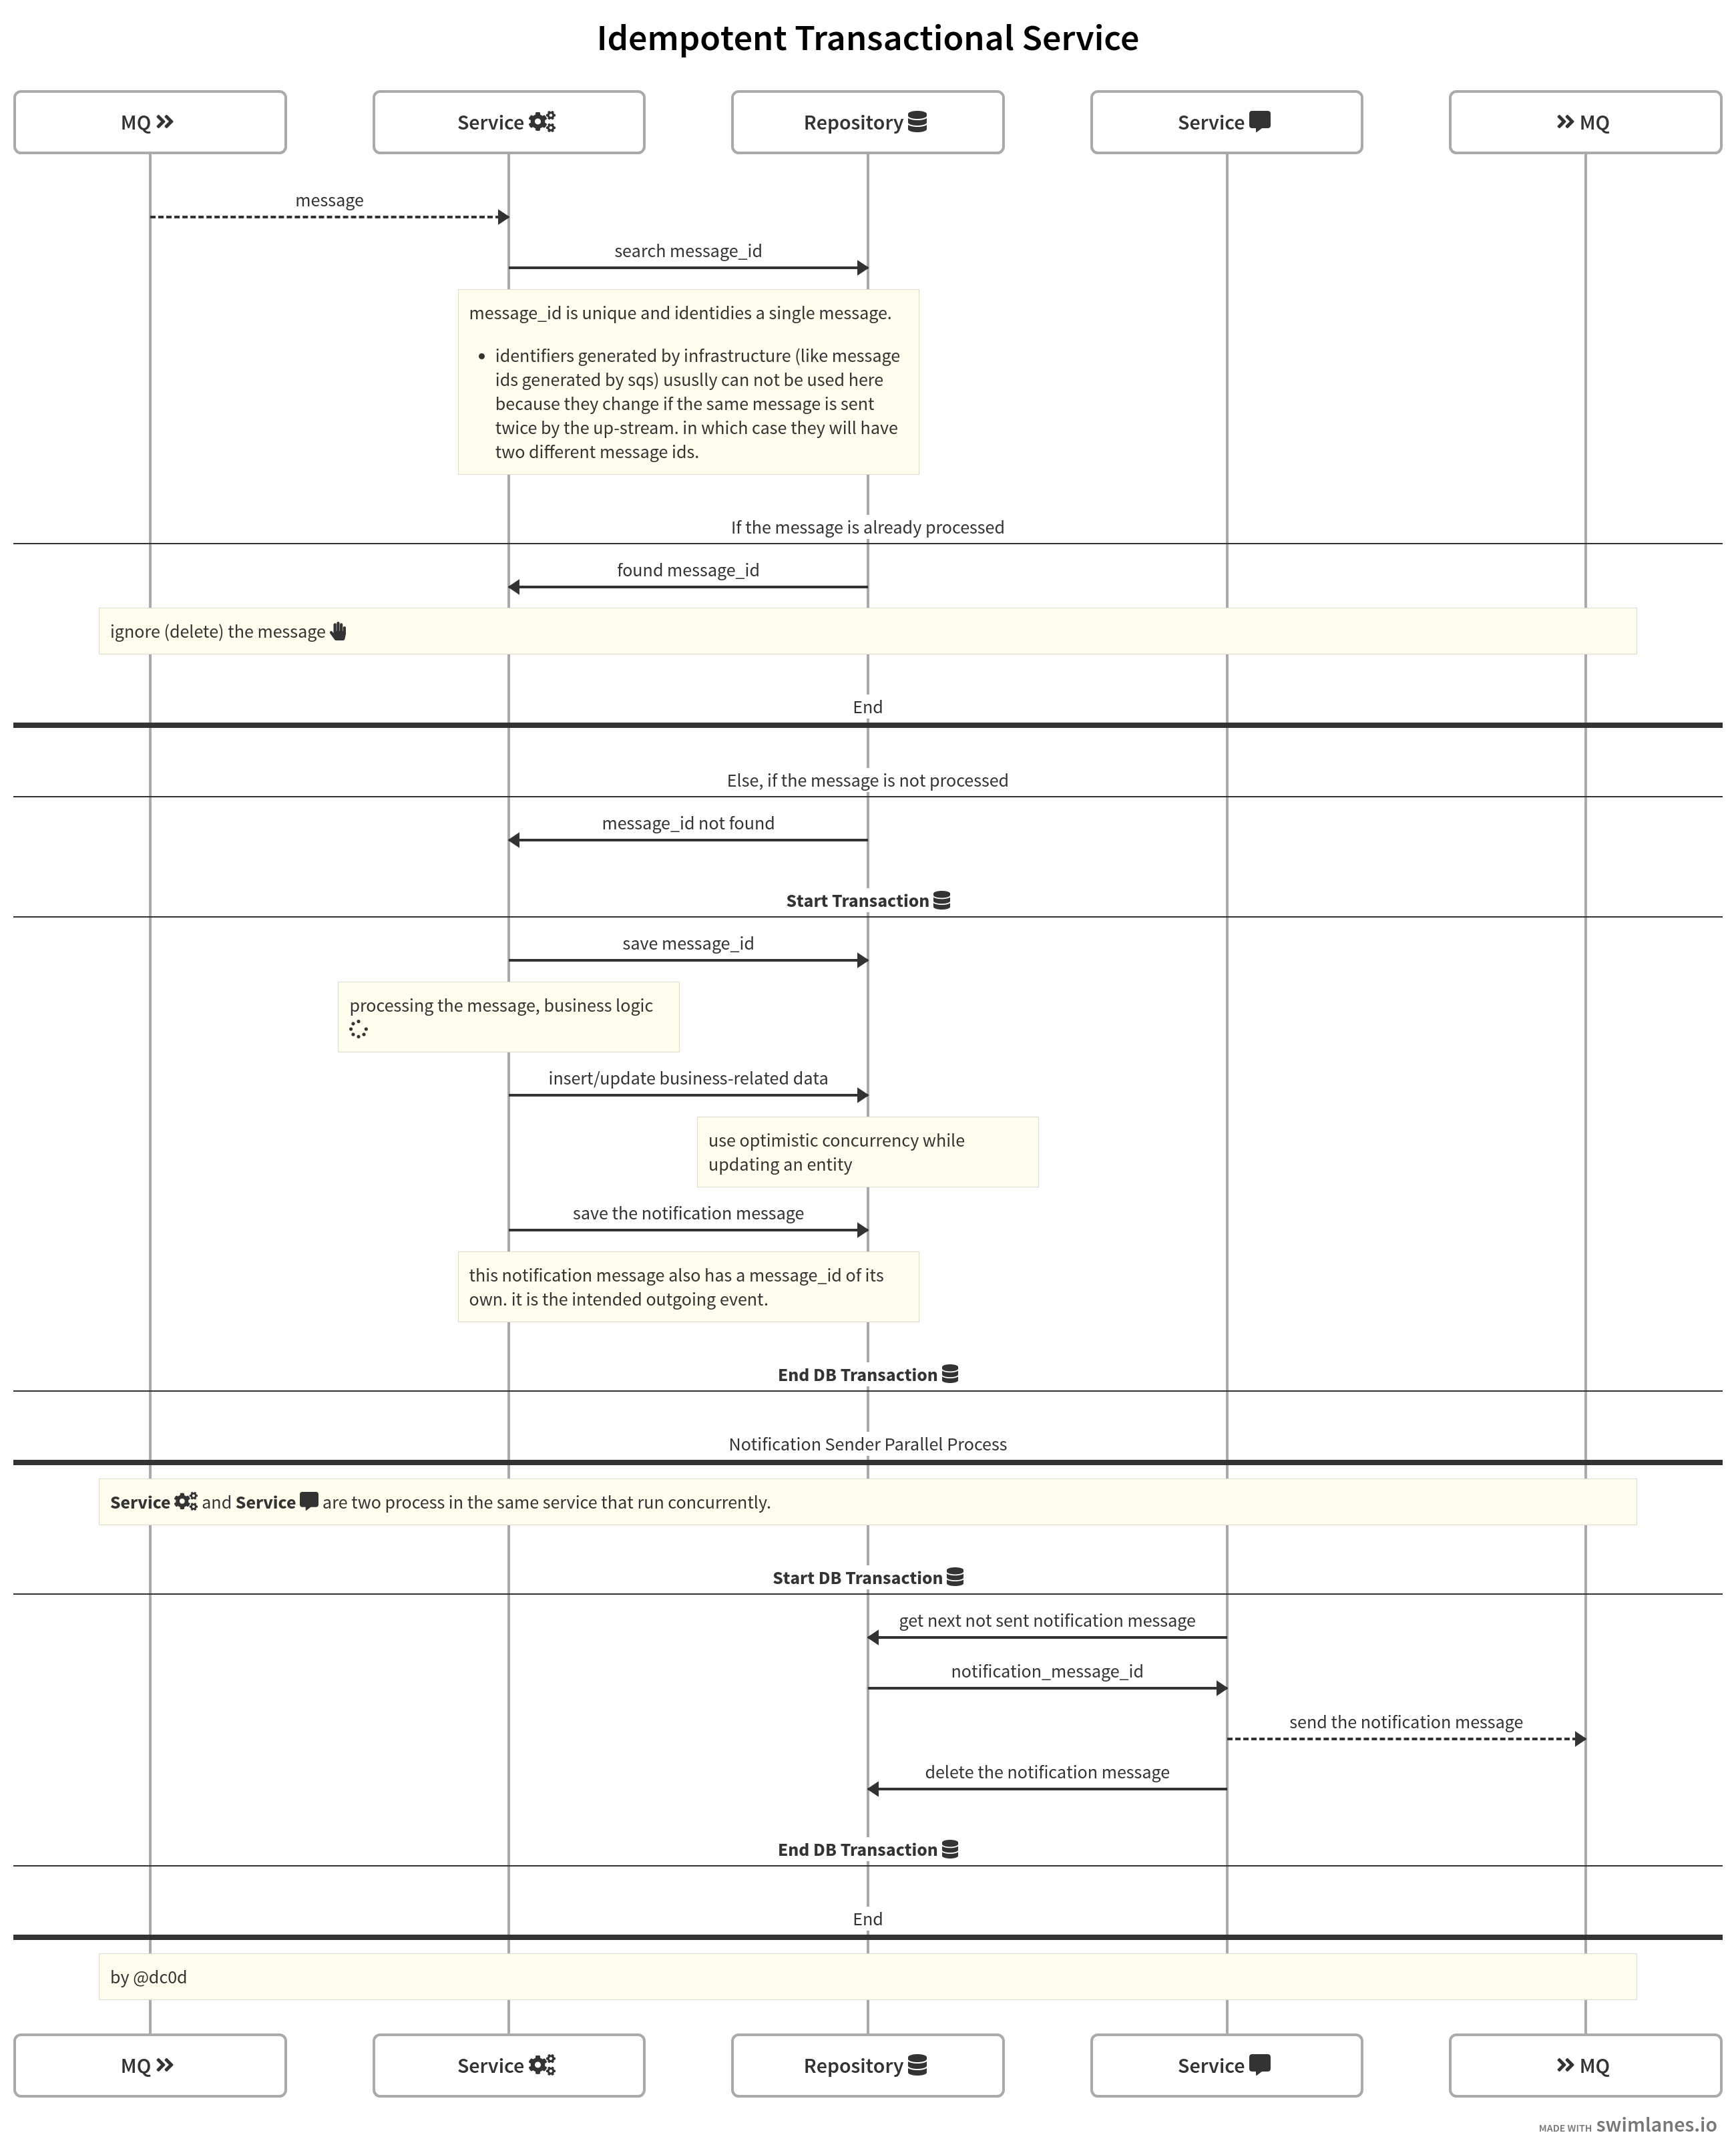 Idempotent Transactional Service
MQ
Service
Repository
Service
MQ
message
search message_id
message_id is unique and identidies a single message.
• identifiers generated by infrastructure (like message
ids generated by sqs) ususlly can not be used here
because they change if the same message is sent
twice by the up-stream. in which case they will have
two different message ids.
If the message is already processed
found message_id
ignore (delete) the message
End
Else, if the message is not processed
message_id not found
Start Transaction
save message_id
processing the message, business logic
insert/update business-related data
use optimistic concurrency while
updating an entity
save the notification message
this notification message also has a message_id of its
own. it is the intended outgoing event.
End DB Transaction
Notification Sender Parallel Process
Service and Service are two process in the same service that run concurrently.
Start DB Transaction
get next not sent notification message
notification_message_id
send the notification message
delete the notification message
End DB Transaction
End
by @dc0d
MQ
Service
Repository
Service
MQ
MADE WITH swimlanes.io